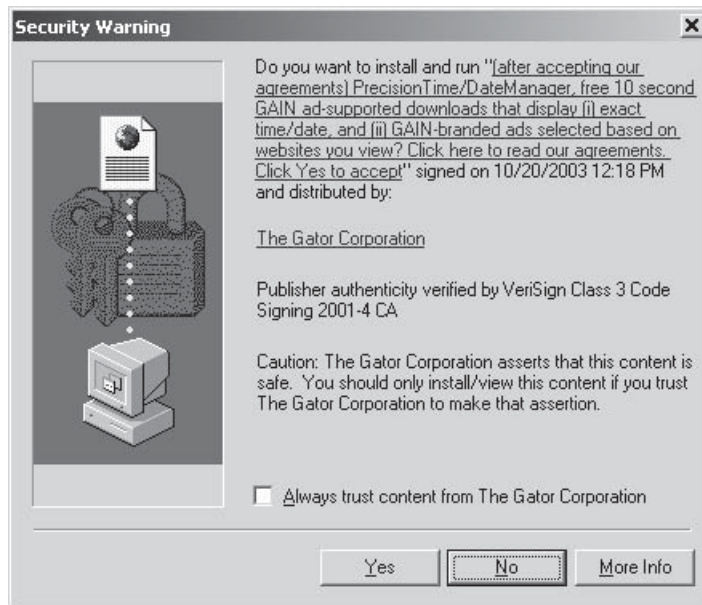 Security Warning
Do you want to install and run "(after accepting our
agreements) PrecisionTime/DateManager, free 10 second
GAIN ad-supported downloads that display (i) exact
time/date, and (ii) GAIN-branded ads selected based on
websites you view? Click here to read our agreements.
Click Yes to accept" signed on 10/20/2003 12:18 PM
and distributed by:
The Gator Corporation
Publisher authenticity verified by VeriSign Class 3 Code
Signing 2001-4 CA
Caution: The Gator Corporation asserts that this content is
safe. You should only install/view this content if you trust
The Gator Corporation to make that assertion.
Always trust content from The Gator Corporation
Yes No More Info